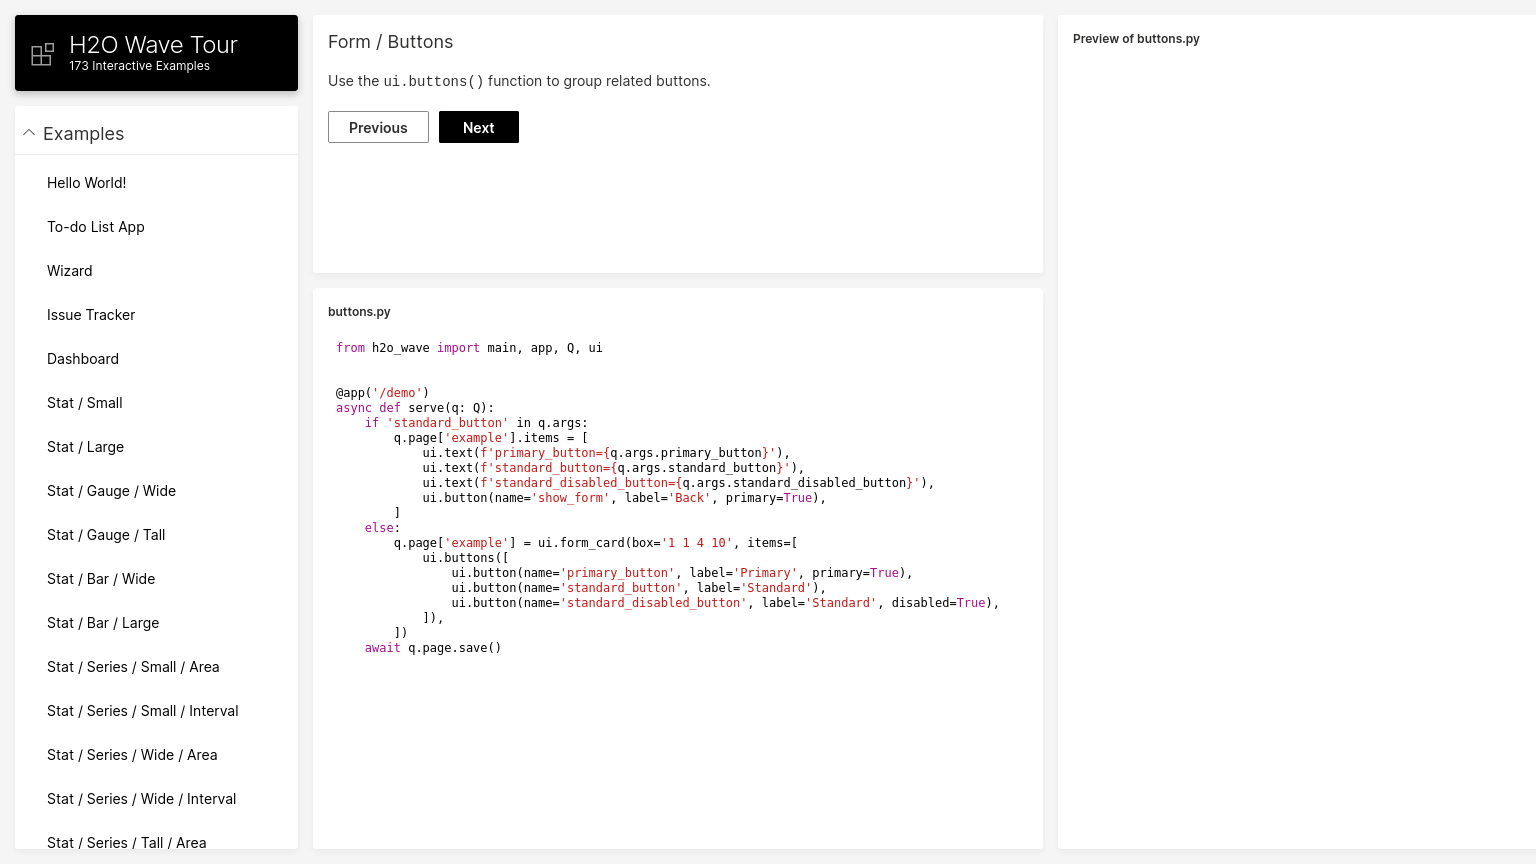 H2O Wave Tour
173 Interactive Examples
Examples
Hello World!
To-do List App
Wizard
Issue Tracker
Dashboard
Stat / Small
Stat / Large
Stat / Gauge / Wide
Stat / Gauge / Tall
Stat / Bar / Wide
Stat / Bar / Large
Stat / Series / Small / Area
Stat / Series / Small / Interval
Stat / Series / Wide / Area
Stat / Series / Wide / Interval
Stat / Series / Tall / Area
Form / Buttons
Use the ui.buttons() function to group related buttons.
Previous
Next
buttons.py
from h2o_wave import main, app, Q, ui
@app('/demo')
async def serve(q: Q):
    if 'standard_button' in q.args:
        q.page['example'].items = [
            ui.text(f'primary_button={q.args.primary_button}'),
            ui.text(f'standard_button={q.args.standard_button}'),
            ui.text(f'standard_disabled_button={q.args.standard_disabled_button}'),
            ui.button(name='show_form', label='Back', primary=True),
        ]
    else:
        q.page['example'] = ui.form_card(box='1 1 4 10', items=[
            ui.buttons([
                ui.button(name='primary_button', label='Primary', primary=True),
                ui.button(name='standard_button', label='Standard'),
                ui.button(name='standard_disabled_button', label='Standard', disabled=True),
            ]),
        ])
    await q.page.save()
Preview of buttons.py